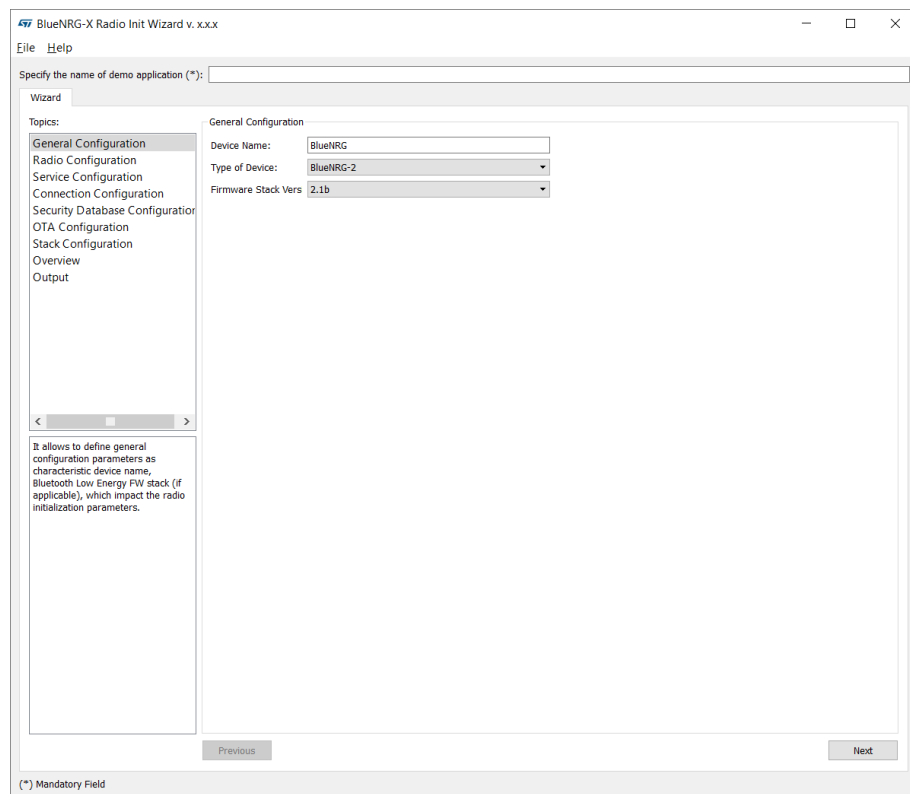 BlueNRG-X Radio Init Wizard v. x.x.x
File Help
Specify the name of demo application (*):
Wizard
Topics:
General Configuration
Radio Configuration
Service Configuration
Connection Configuration
Security Database Configuration
OTA Configuration
Stack Configuration
Overview
Output
It allows to define general
configuration parameters as
characteristic device name,
Bluetooth Low Energy FW stack (if
applicable), which impact the radio
initialization parameters.
General Configuration
Device Name: BlueNRG
Type of Device: BlueNRG-2
Firmware Stack Vers 2.1b
Previous Next
(*) Mandatory Field